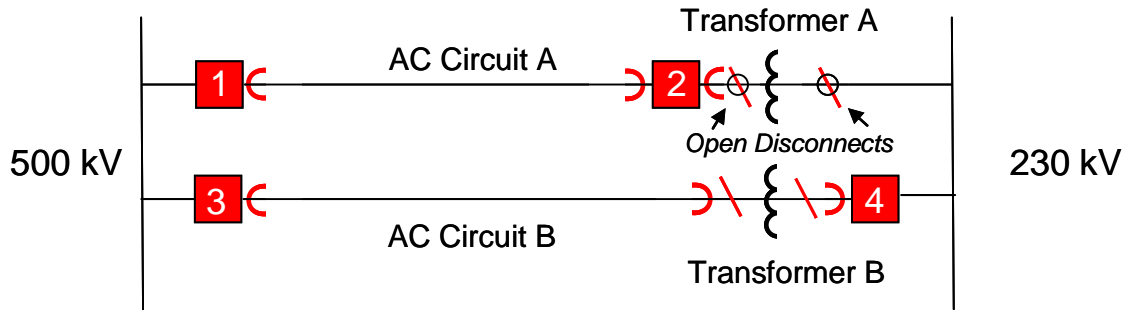 Transformer A
AC Circuit A
1
2
Open Disconnects
500 kV
230 kV
3
4
AC Circuit B
Transformer B